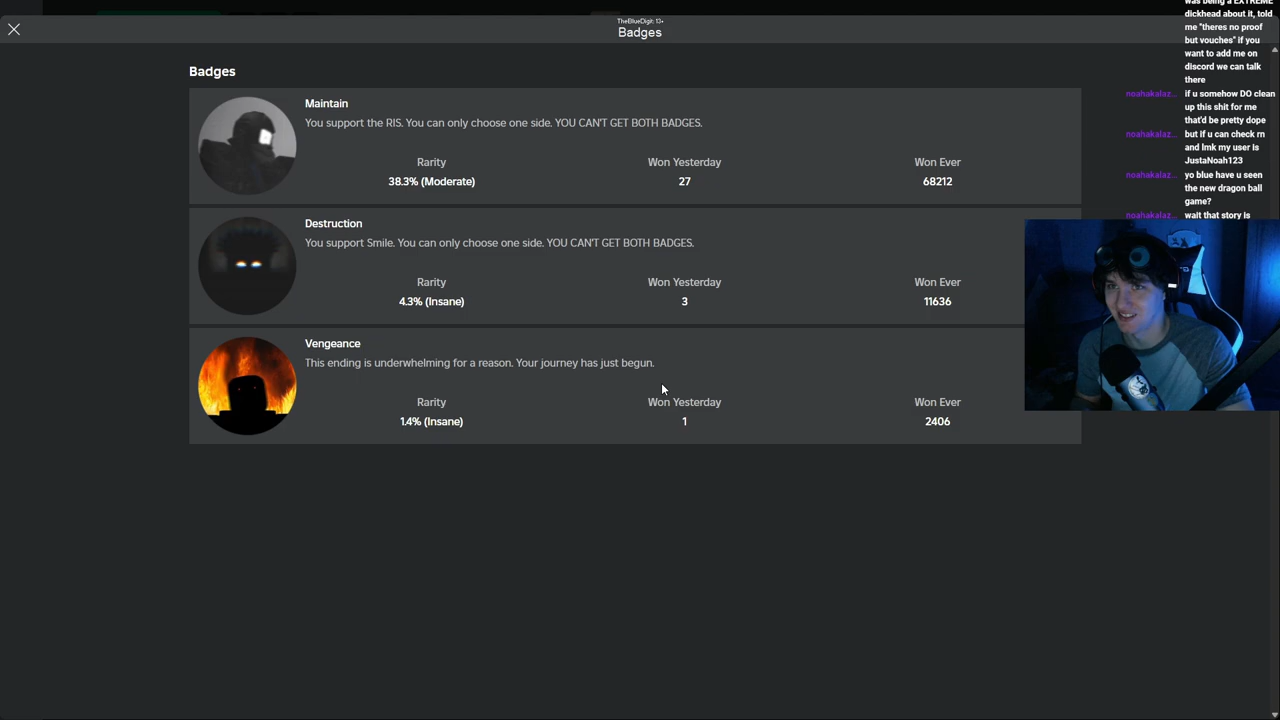 TheBlueDigit: 13+
Badges
Badges
Maintain
You support the RIS. You can only choose one side. YOU CAN'T GET BOTH BADGES.
Rarity
Won Yesterday
Won Ever
38.3% (Moderate)
27
68212
Destruction
You support Smile. You can only choose one side. YOU CAN'T GET BOTH BADGES.
Rarity
Won Yesterday
Won Ever
4.3% (Insane)
3
11636
Vengeance
This ending is underwhelming for a reason. Your journey has just begun.
Rarity
Won Yesterday
Won Ever
1.4% (Insane)
1
2406
was being a EXTREME
dickhead about it, told
me "theres no proof
but vouches" if you
want to add me on
discord we can talk
there
noahakalaz... if u somehow DO clean
up this shit for me
that'd be pretty dope
noahakalaz... but if u can check rn
and lmk my user is
JustaNoah123
noahakalaz... yo blue have u seen
the new dragon ball
game?
noahakalaz... wait that story is